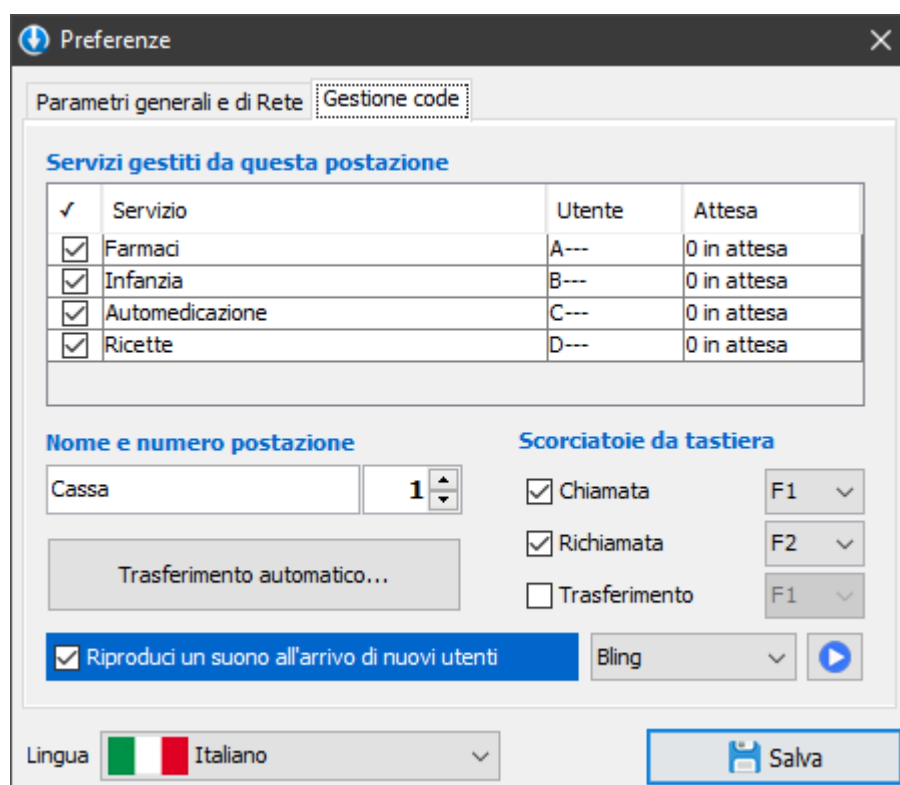 Preferenze
Parametri generali e di Rete Gestione code
Servizi gestiti da questa postazione
✓ Servizio Utente Attesa
Farmaci A--- 0 in attesa
Infanzia B--- 0 in attesa
Automedicazione C--- 0 in attesa
Ricette D--- 0 in attesa
Nome e numero postazione
Cassa 1
Trasferimento automatico...
Scorciatoie da tastiera
Chiamata F1
Richiamata F2
Trasferimento F1
Riproduci un suono all'arrivo di nuovi utenti Bling
Lingua Italiano Salva